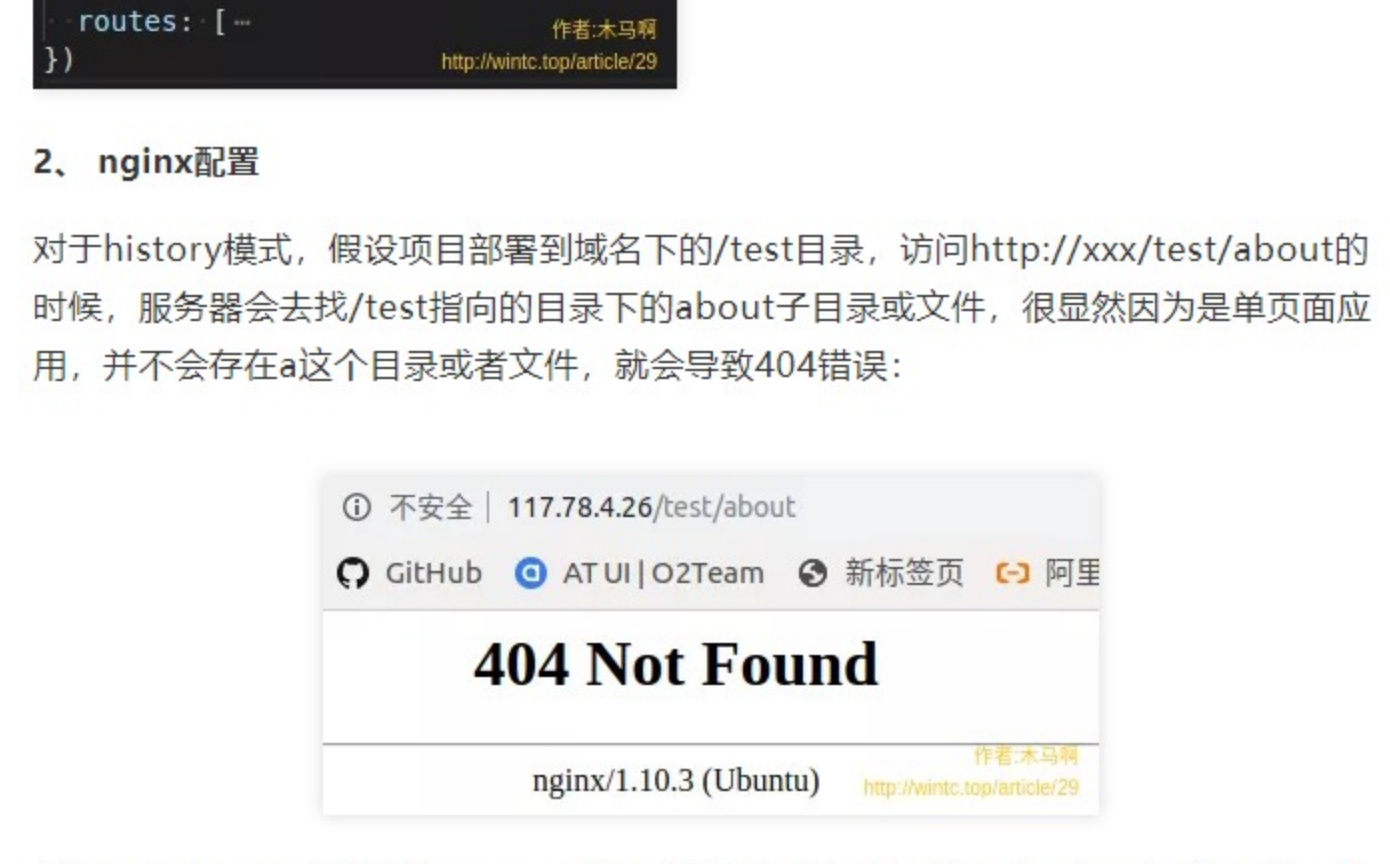 routes: [ ⋯
})
作者:木马啊
http://wintc.top/article/29
2、 nginx配置
对于history模式，假设项目部署到域名下的/test目录，访问http://xxx/test/about的
时候，服务器会去找/test指向的目录下的about子目录或文件，很显然因为是单页面应
用，并不会存在a这个目录或者文件，就会导致404错误：
不安全 | 117.78.4.26/test/about
GitHub AT UI | O2Team 新标签页 阿里
404 Not Found
nginx/1.10.3 (Ubuntu)
作者:木马啊
http://wintc.top/article/29